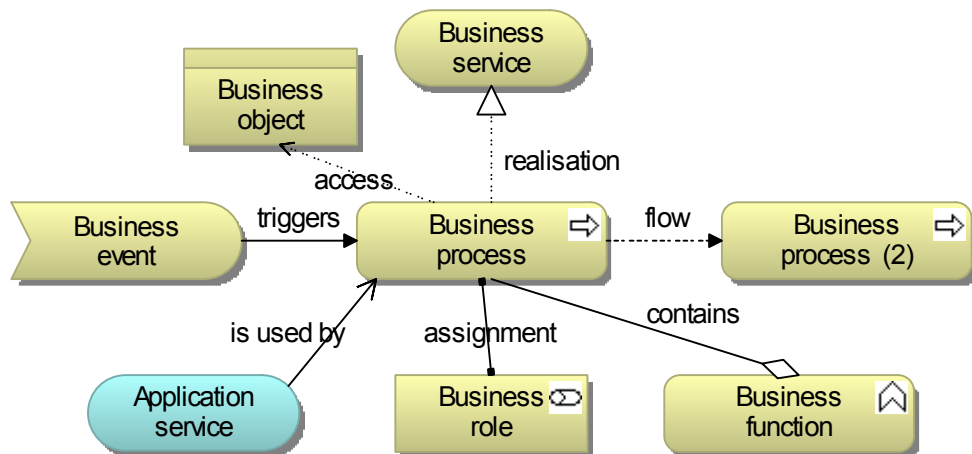 Business
service
Business
object
realisation
access
Business
event
triggers
Business
process
flow
Business
process (2)
is used by
assignment
contains
Application
service
Business
role
Business
function